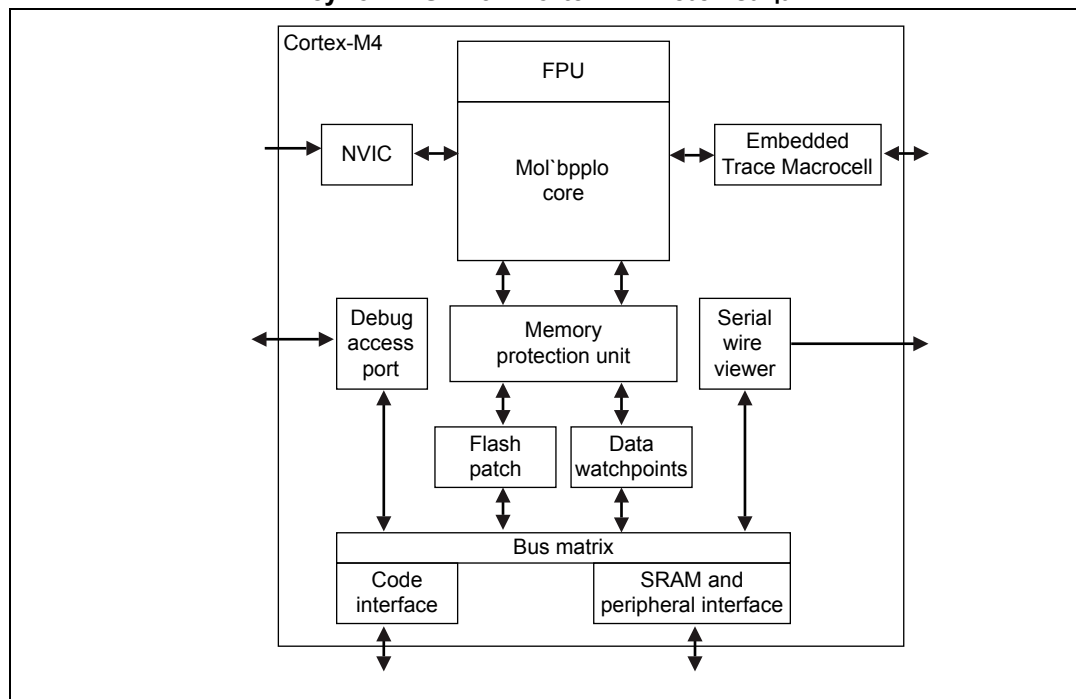 Cortex-M4
FPU
NVIC
Mol`bpplo
core
Embedded
Trace Macrocell
Debug
access
port
Memory
protection unit
Serial
wire
viewer
Flash
patch
Data
watchpoints
Bus matrix
Code
interface
SRAM and
peripheral interface